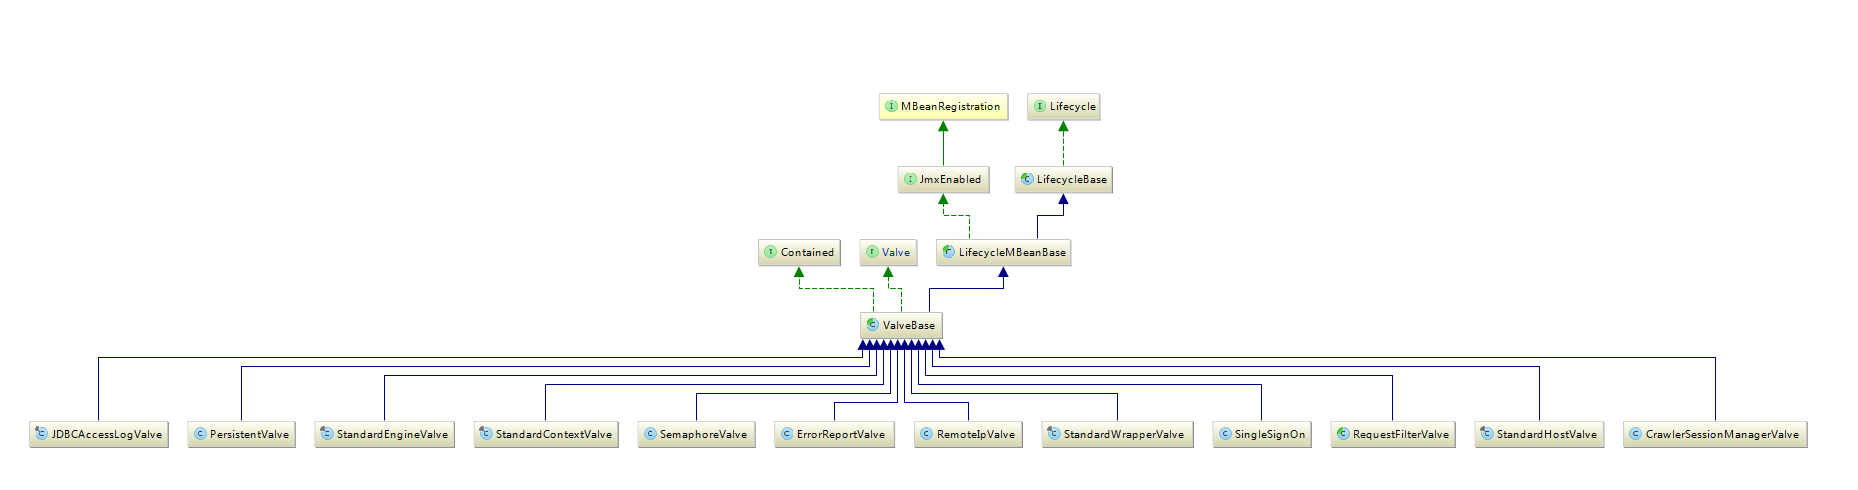 MBeanRegistration
Lifecycle
JmxEnabled
LifecycleBase
Contained
Valve
LifecycleMBeanBase
ValveBase
JDBCAccessLogValve
PersistentValve
StandardEngineValve
StandardContextValve
SemaphoreValve
ErrorReportValve
RemoteIpValve
StandardWrapperValve
SingleSignOn
RequestFilterValve
StandardHostValve
CrawlerSessionManagerValve